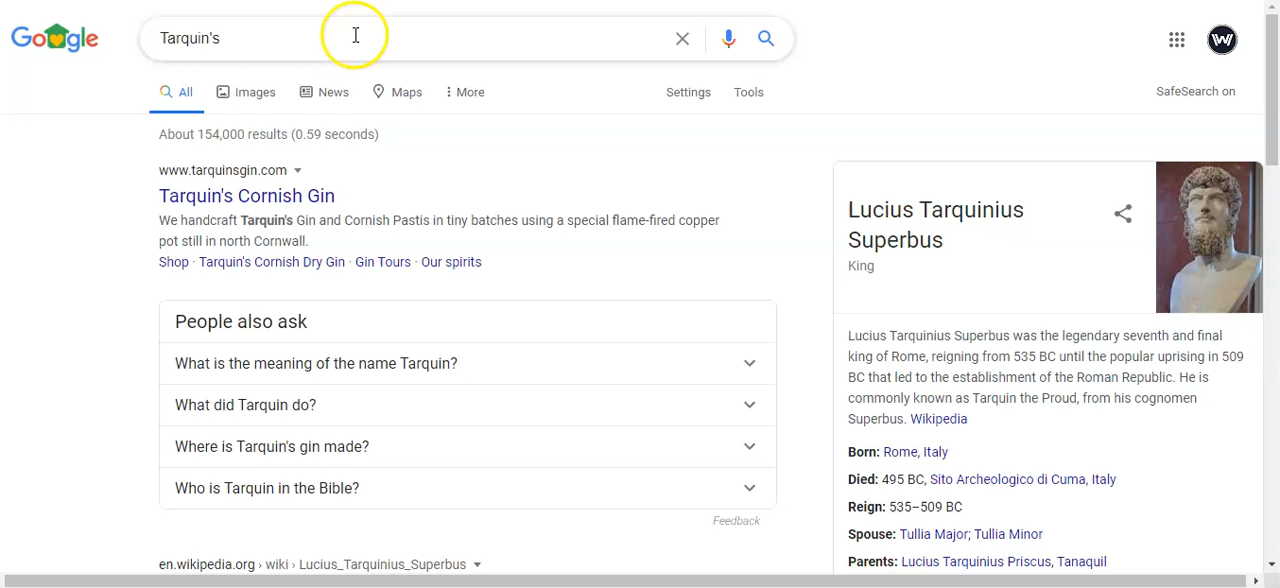 Google
Tarquin's
All
Images
News
Maps
More
Settings
Tools
SafeSearch on
About 154,000 results (0.59 seconds)
www.tarquinsgin.com
Tarquin's Cornish Gin
We handcraft Tarquin's Gin and Cornish Pastis in tiny batches using a special flame-fired copper
pot still in north Cornwall.
Shop · Tarquin's Cornish Dry Gin · Gin Tours · Our spirits
People also ask
What is the meaning of the name Tarquin?
What did Tarquin do?
Where is Tarquin's gin made?
Who is Tarquin in the Bible?
Feedback
en.wikipedia.org › wiki › Lucius_Tarquinius_Superbus
Lucius Tarquinius
Superbus
King
Lucius Tarquinius Superbus was the legendary seventh and final
king of Rome, reigning from 535 BC until the popular uprising in 509
BC that led to the establishment of the Roman Republic. He is
commonly known as Tarquin the Proud, from his cognomen
Superbus. Wikipedia
Born: Rome, Italy
Died: 495 BC, Sito Archeologico di Cuma, Italy
Reign: 535–509 BC
Spouse: Tullia Major; Tullia Minor
Parents: Lucius Tarquinius Priscus, Tanaquil